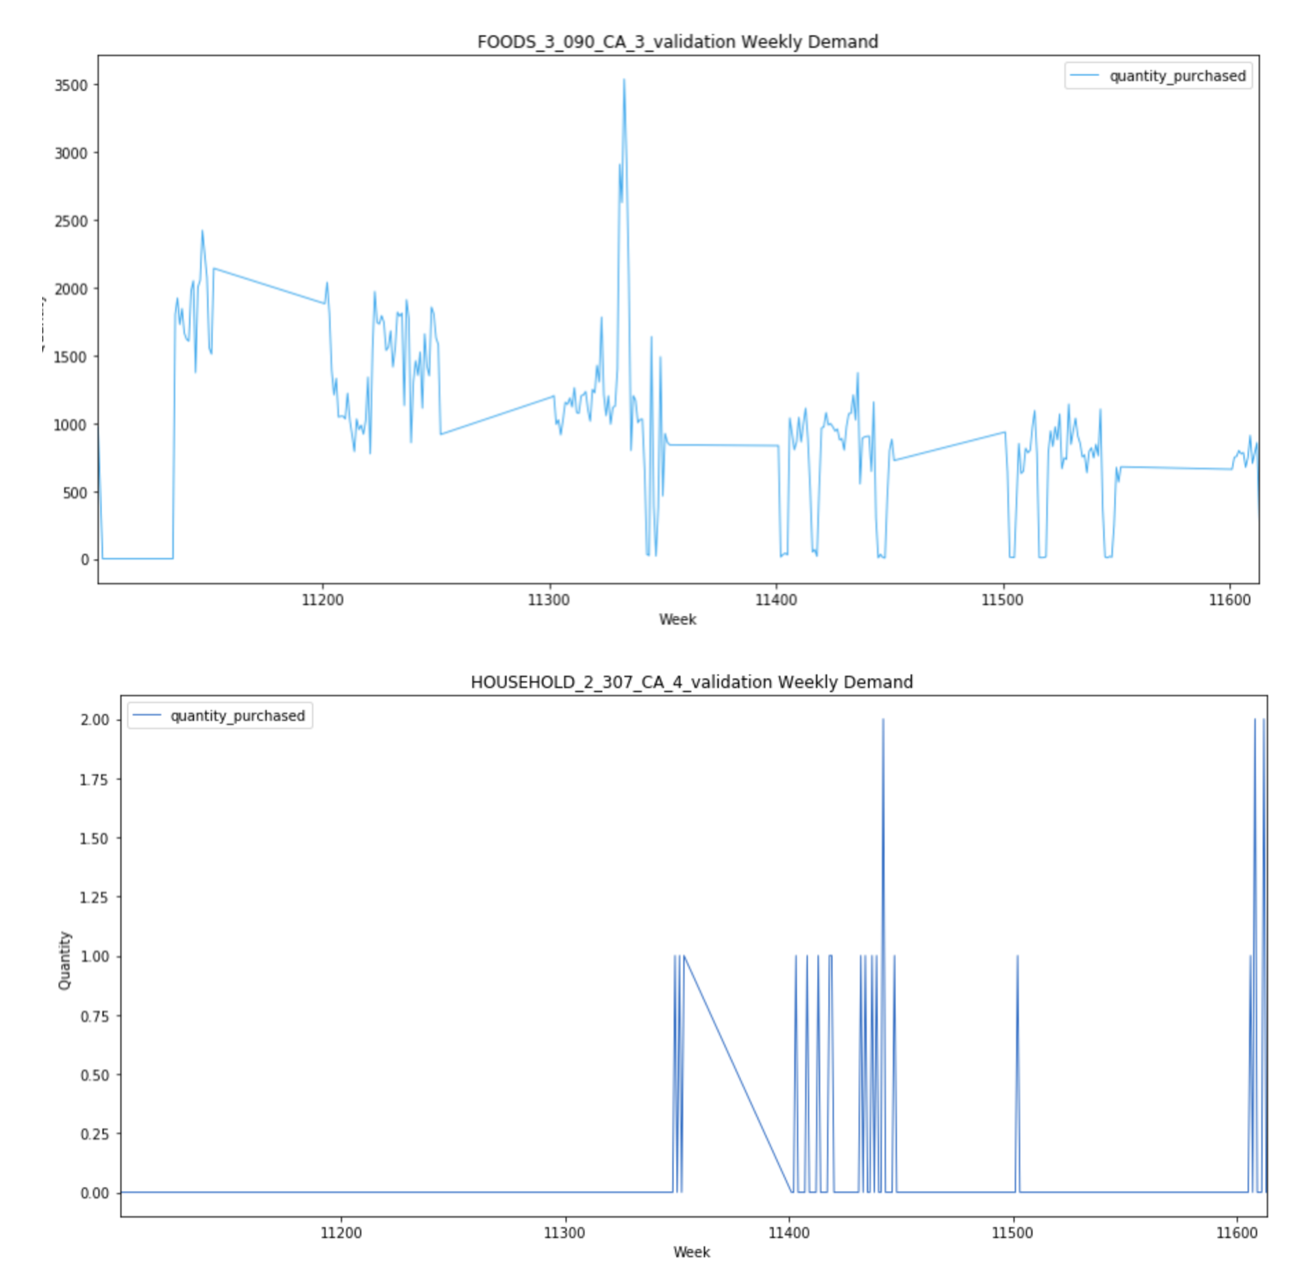 FOODS_3_090_CA_3_validation Weekly Demand
quantity_purchased
3500
3000
2500
2000
1500
1000
500
0
11200 11300 11400 11500 11600
Week
HOUSEHOLD_2_307_CA_4_validation Weekly Demand
quantity_purchased
2.00
1.75
1.50
1.25
1.00
0.75
0.50
0.25
0.00
Quantity
11200 11300 11400 11500 11600
Week